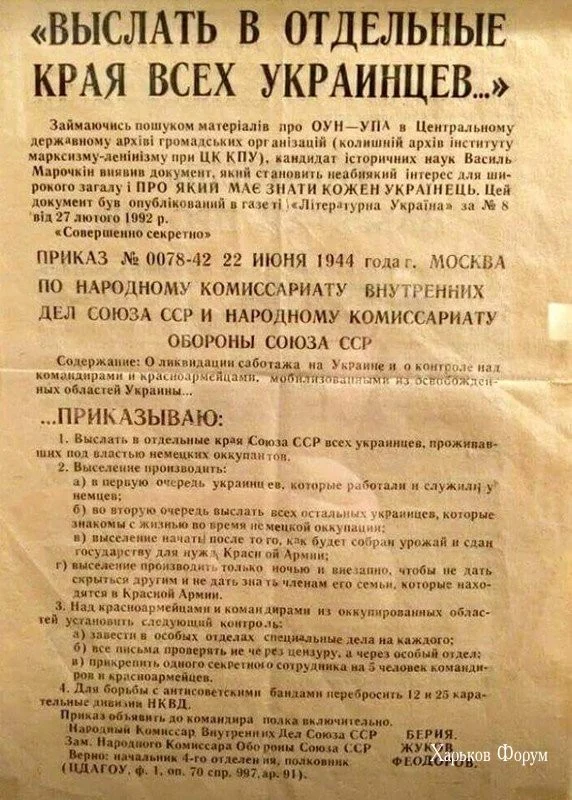 «ВЫСЛАТЬ В ОТДЕЛЬНЫЕ
КРАЯ ВСЕХ УКРАИНЦЕВ...»
Займаючись пошуком матеріалів про ОУН—УПА в Центральному
державному архіві громадських організацій (колишній архів інституту
марксизму-ленінізму при ЦК КПУ), кандидат історичних наук Василь
Марочкін виявив документ, який становить неабиякий інтерес для ши-
рокого загалу і ПРО ЯКИЙ МАЄ ЗНАТИ КОЖЕН УКРАЇНЕЦЬ. Цей
документ був опублікований в газеті «Літературна Україна» за № 8
від 27 лютого 1992 р.
«Совершенно секретно»
ПРИКАЗ № 0078-42 22 ИЮНЯ 1944 года г. МОСКВА
ПО НАРОДНОМУ КОМИССАРИАТУ ВНУТРЕННИХ
ДЕЛ СОЮЗА ССР И НАРОДНОМУ КОМИССАРИАТУ
ОБОРОНЫ СОЮЗА ССР
Содержание: О ликвидации саботажа на Украине и о контроле над
командирами и красноармейцами, мобилизованными из освобожден-
ных областей Украины...
...ПРИКАЗЫВАЮ:
1. Выслать в отдельные края Союза ССР всех украинцев, проживав-
ших под властью немецких оккупантов.
2. Выселение производить:
а) в первую очередь украинцев, которые работали и служили у
немцев;
б) во вторую очередь выслать всех остальных украинцев, которые
знакомы с жизнью во время немецкой оккупации;
в) выселение начать после того, как будет собран урожай и сдан
государству для нужд Красной Армии;
г) выселение производить только ночью и внезапно, чтобы не дать
скрыться другим и не дать знать членам его семьи, которые нахо-
дятся в Красной Армии.
3. Над красноармейцами и командирами из оккупированных облас-
тей установить следующий контроль:
а) завести в особых отделах специальные дела на каждого;
б) все письма проверять не через цензуру, а через особый отдел;
в) прикрепить одного секретного сотрудника на 5 человек команди-
ров и красноармейцев.
4. Для борьбы с антисоветскими бандами перебросить 12 и 25 кара-
тельные дивизии НКВД.
Приказ объявить до командира полка включительно.
Народный Комиссар Внутренних Дел Союза ССР БЕРИЯ.
Зам. Народного Комиссара Обороны Союза ССР ЖУКОВ
Верно: начальник 4-го отделения, полковник ФЕДОРОВ.
(ЦДАГОУ, ф. 1, оп. 70 спр. 997, ар. 91).
Харьков Форум